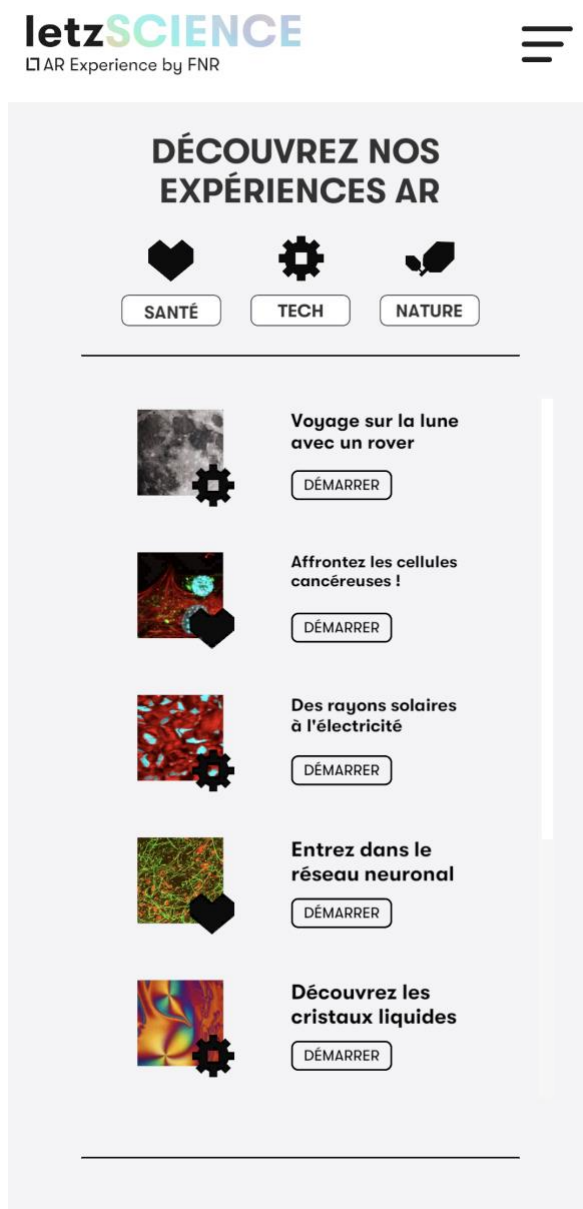 letzSCIENCE
AR Experience by FNR
DÉCOUVREZ NOS
EXPÉRIENCES AR
SANTÉ TECH NATURE
Voyage sur la lune
avec un rover
DÉMARRER
Affrontez les cellules
cancéreuses !
DÉMARRER
Des rayons solaires
à l'électricité
DÉMARRER
Entrez dans le
réseau neuronal
DÉMARRER
Découvrez les
cristaux liquides
DÉMARRER